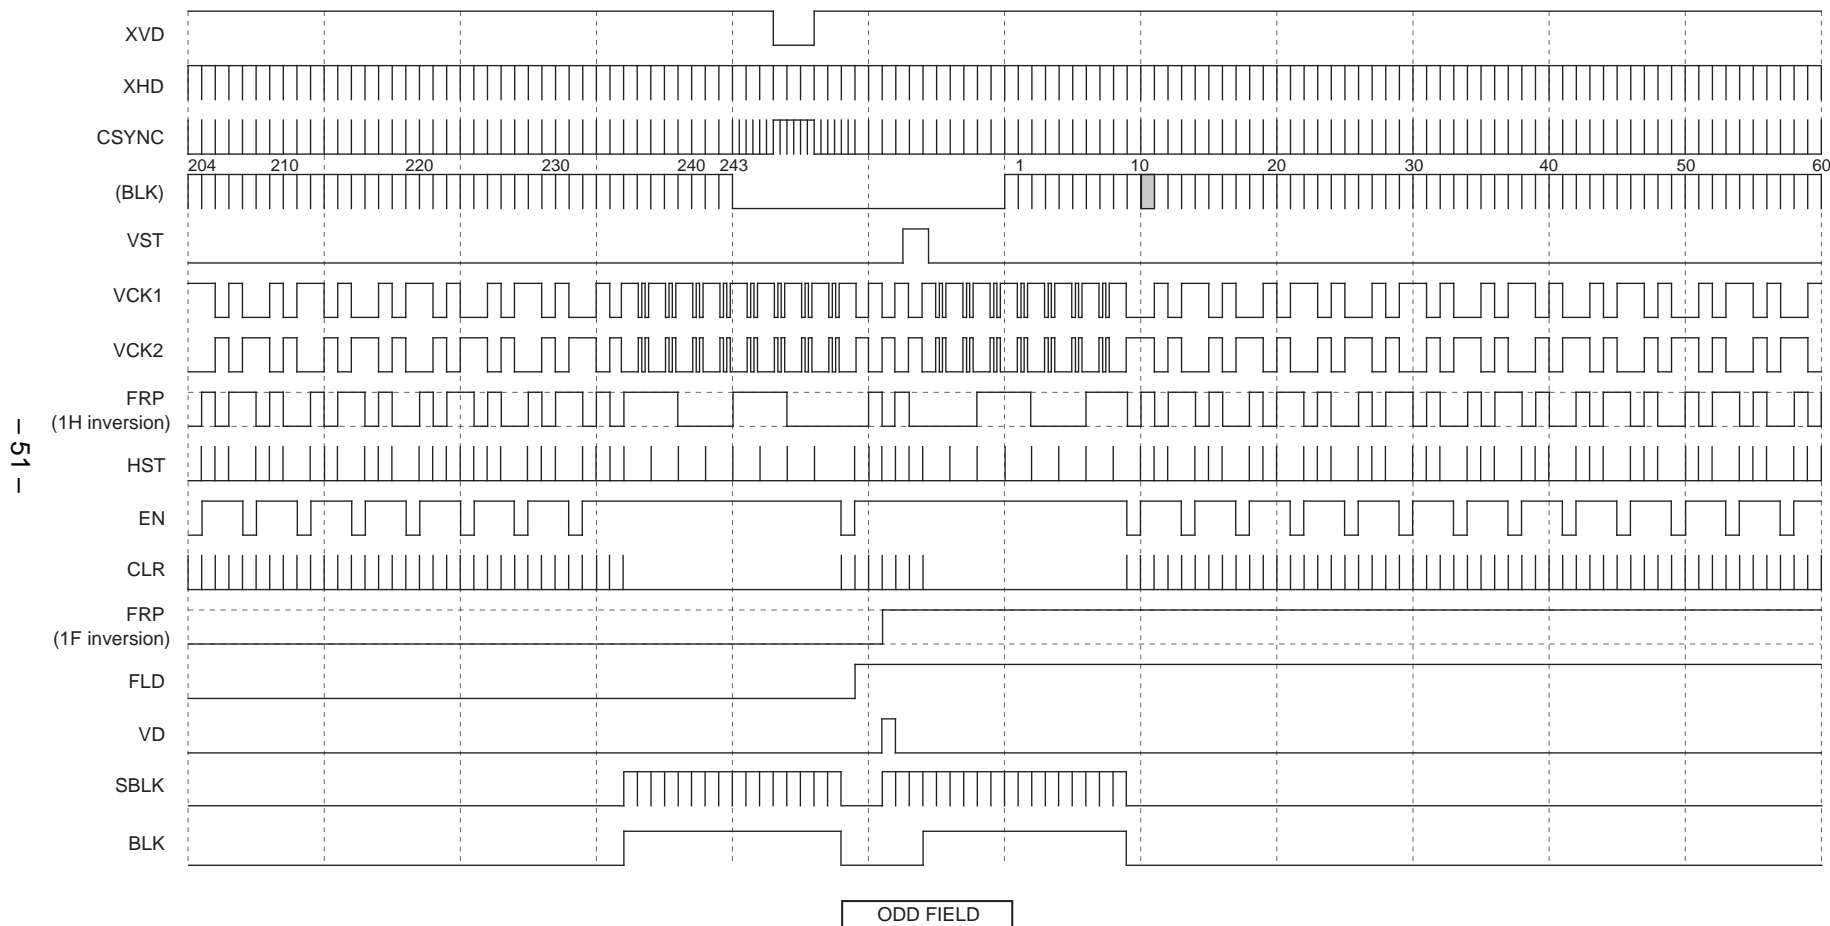 XVD
XHD
CSYNC
204 210 220 230 240 243 1 10 20 30 40 50 60
(BLK)
VST
VCK1
VCK2
FRP
(1H inversion)
HST
EN
CLR
FRP
(1F inversion)
FLD
VD
SBLK
BLK
ODD FIELD
– 51 –